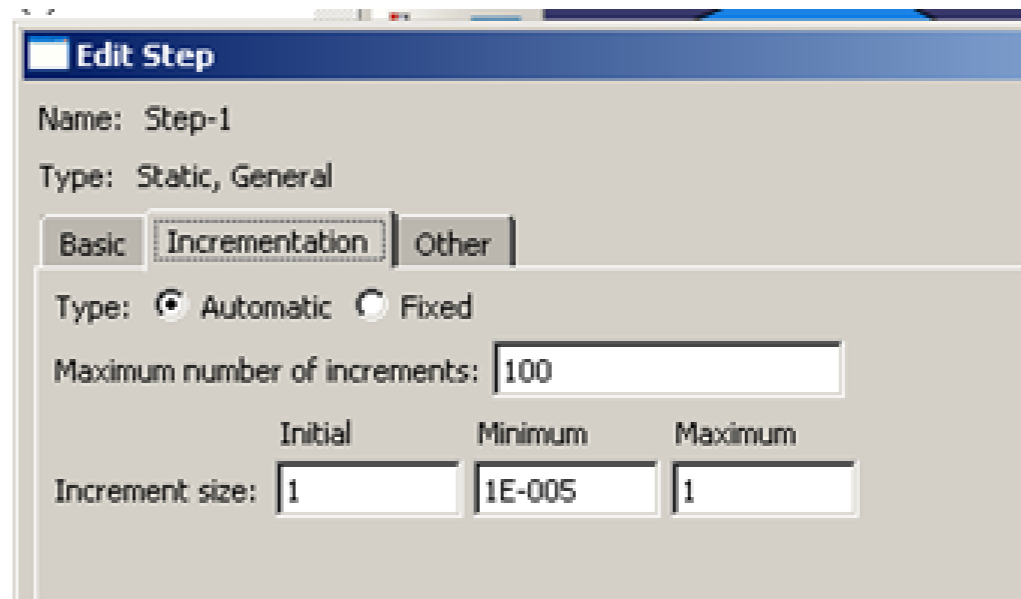 Edit Step
Name: Step-1
Type: Static, General
Basic Incrementation Other
Type: Automatic Fixed
Maximum number of increments: 100
Initial Minimum Maximum
Increment size: 1 1E-005 1